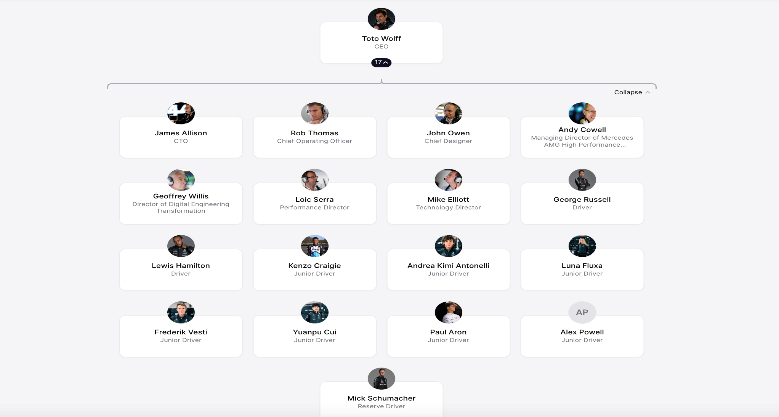 Toto Wolff
CEO
17
Collapse
James Allison
CTO
Rob Thomas
Chief Operating Officer
John Owen
Chief Designer
Andy Cowell
Managing Director of Mercedes
AMG High Performance...
Geoffrey Willis
Director of Digital Engineering
Transformation
Loic Serra
Performance Director
Mike Elliott
Technology Director
George Russell
Driver
Lewis Hamilton
Driver
Kenzo Craigie
Junior Driver
Andrea Kimi Antonelli
Junior Driver
Luna Fluxa
Junior Driver
Frederik Vesti
Junior Driver
Yuanpu Cui
Junior Driver
Paul Aron
Junior Driver
AP
Alex Powell
Junior Driver
Mick Schumacher
Reserve Driver